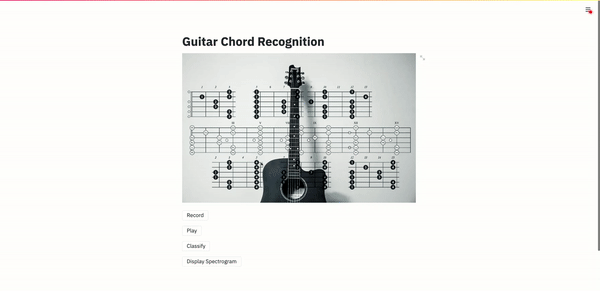 Guitar Chord Recognition
Record
Play
Classify
Display Spectrogram